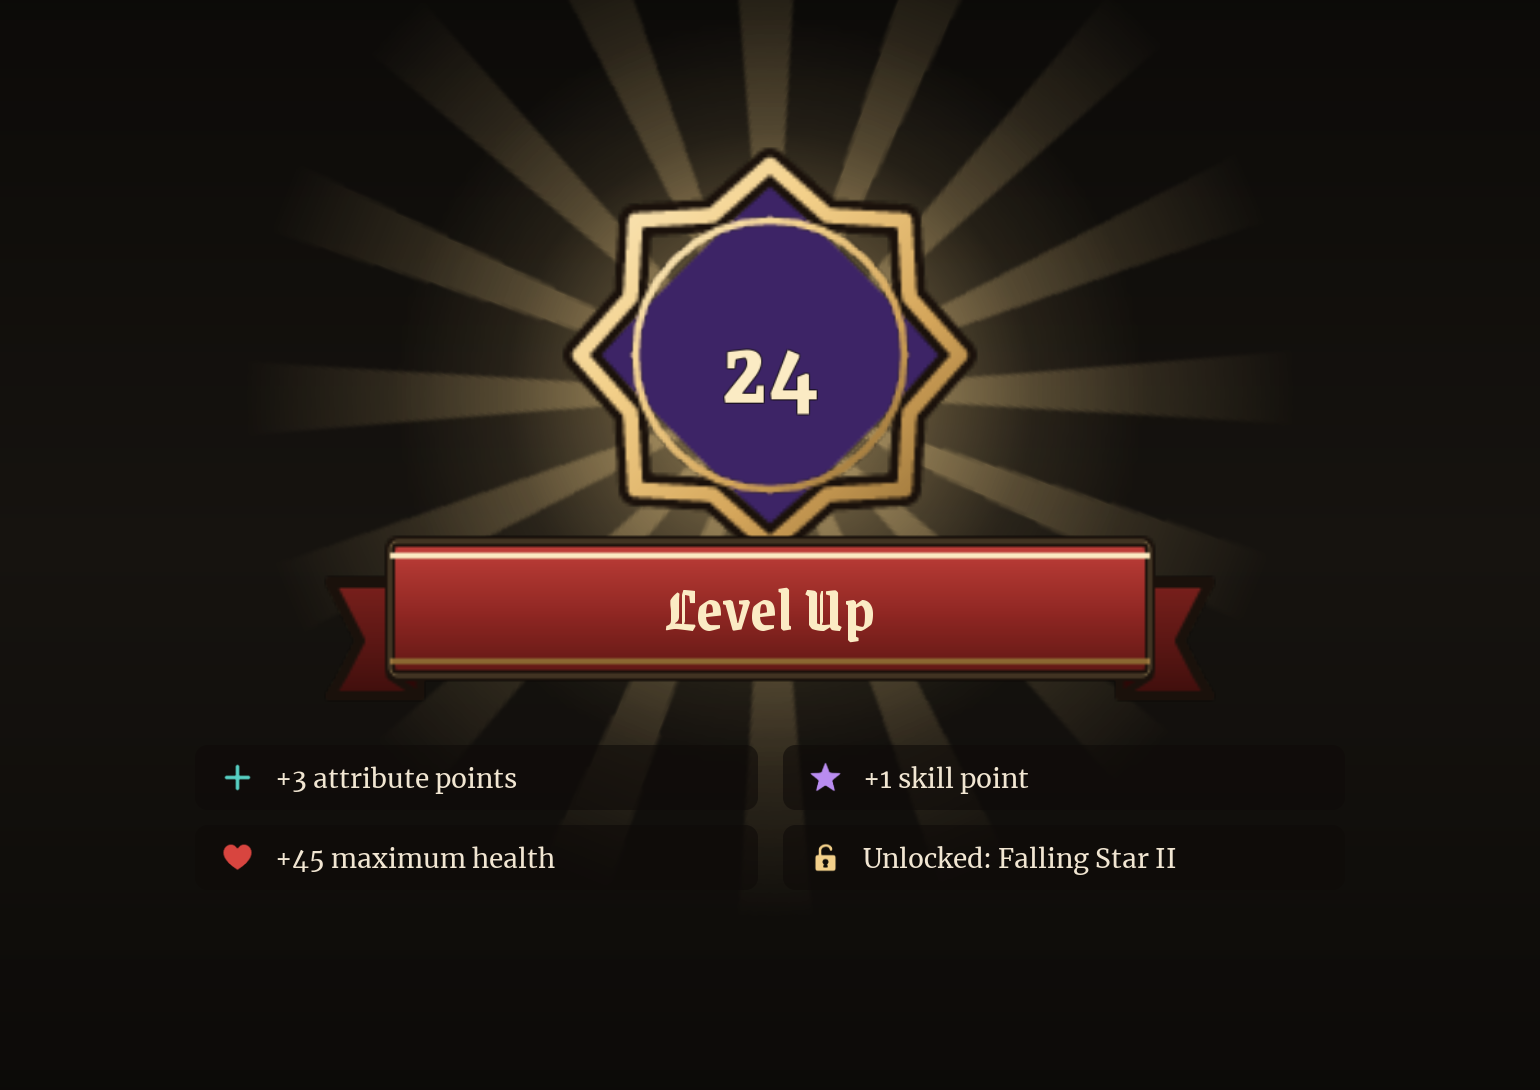 24
Level Up
+3 attribute points
+1 skill point
+45 maximum health
Unlocked: Falling Star II